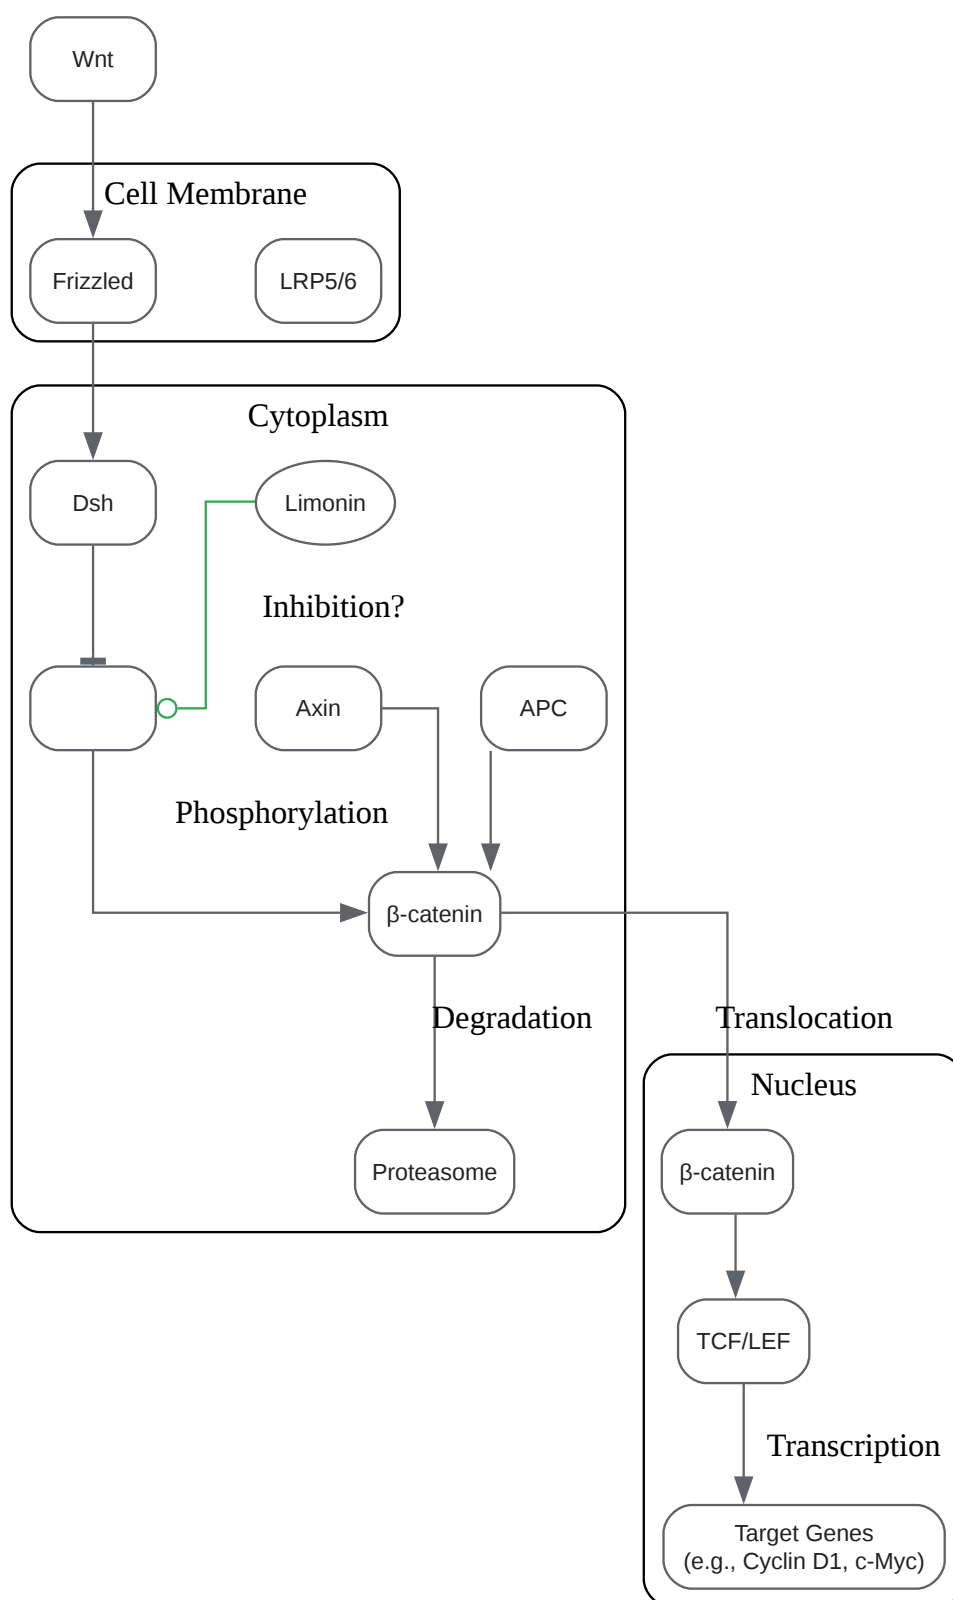 Wnt
Cell Membrane
Frizzled
LRP5/6
Cytoplasm
Dsh
Limonin
Inhibition?
Axin
APC
Phosphorylation
β-catenin
Degradation
Translocation
Nucleus
Proteasome
β-catenin
TCF/LEF
Transcription
Target Genes
(e.g., Cyclin D1, c-Myc)